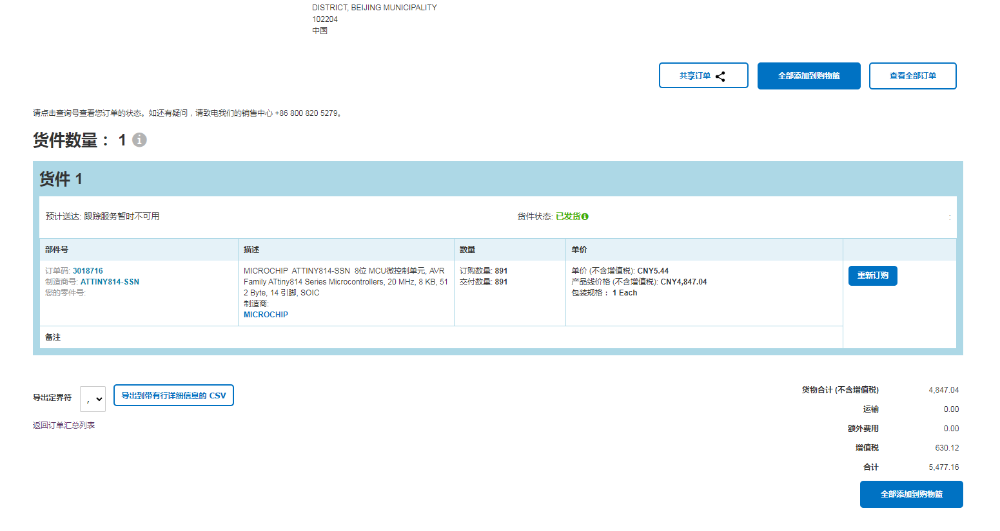 DISTRICT, BEIJING MUNICIPALITY
102204
中国
共享订单
全部添加到购物篮
查看全部订单
请点击查询号查看您订单的状态。如还有疑问，请致电我们的销售中心 +86 800 820 5279。
货件数量： 1
货件 1
预计送达: 跟踪服务暂时不可用
货件状态: 已发货
:
部件号
描述
数量
单价
订单码: 3018716
制造商号: ATTINY814-SSN
您的零件号:
MICROCHIP  ATTINY814-SSN  8位 MCU微控制单元, AVR
Family ATtiny814 Series Microcontrollers, 20 MHz, 8 KB, 51
2 Byte, 14 引脚, SOIC
制造商:
MICROCHIP
订购数量: 891
交付数量: 891
单价 (不含增值税): CNY5.44
产品线价格 (不含增值税): CNY4,847.04
包装规格： 1 Each
重新订购
备注
导出定界符
,
导出到带有行详细信息的 CSV
返回订单汇总列表
货物合计 (不含增值税) 4,847.04
运输 0.00
额外费用 0.00
增值税 630.12
合计 5,477.16
全部添加到购物篮